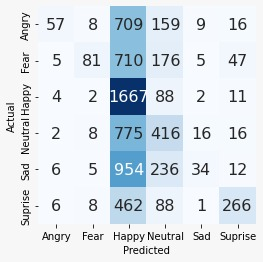 Angry 57 8 709 159 9 16
Fear 5 81 710 176 5 47
Happy 4 2 1667 88 2 11
Neutral 2 8 775 416 16 16
Sad 6 5 954 236 34 12
Suprise 6 8 462 88 1 266
Actual
Angry Fear Happy Neutral Sad Suprise
Predicted